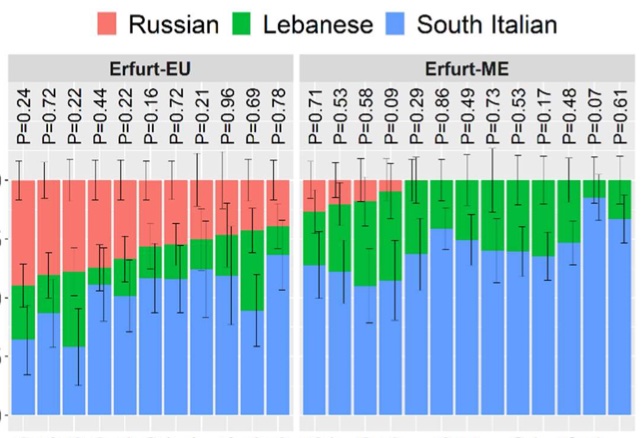 Russian Lebanese South Italian
Erfurt-EU Erfurt-ME
P=0.24 P=0.72 P=0.22 P=0.44 P=0.22 P=0.16 P=0.72 P=0.21 P=0.96 P=0.69 P=0.78 P=0.71 P=0.53 P=0.58 P=0.09 P=0.29 P=0.86 P=0.49 P=0.73 P=0.53 P=0.17 P=0.48 P=0.07 P=0.61